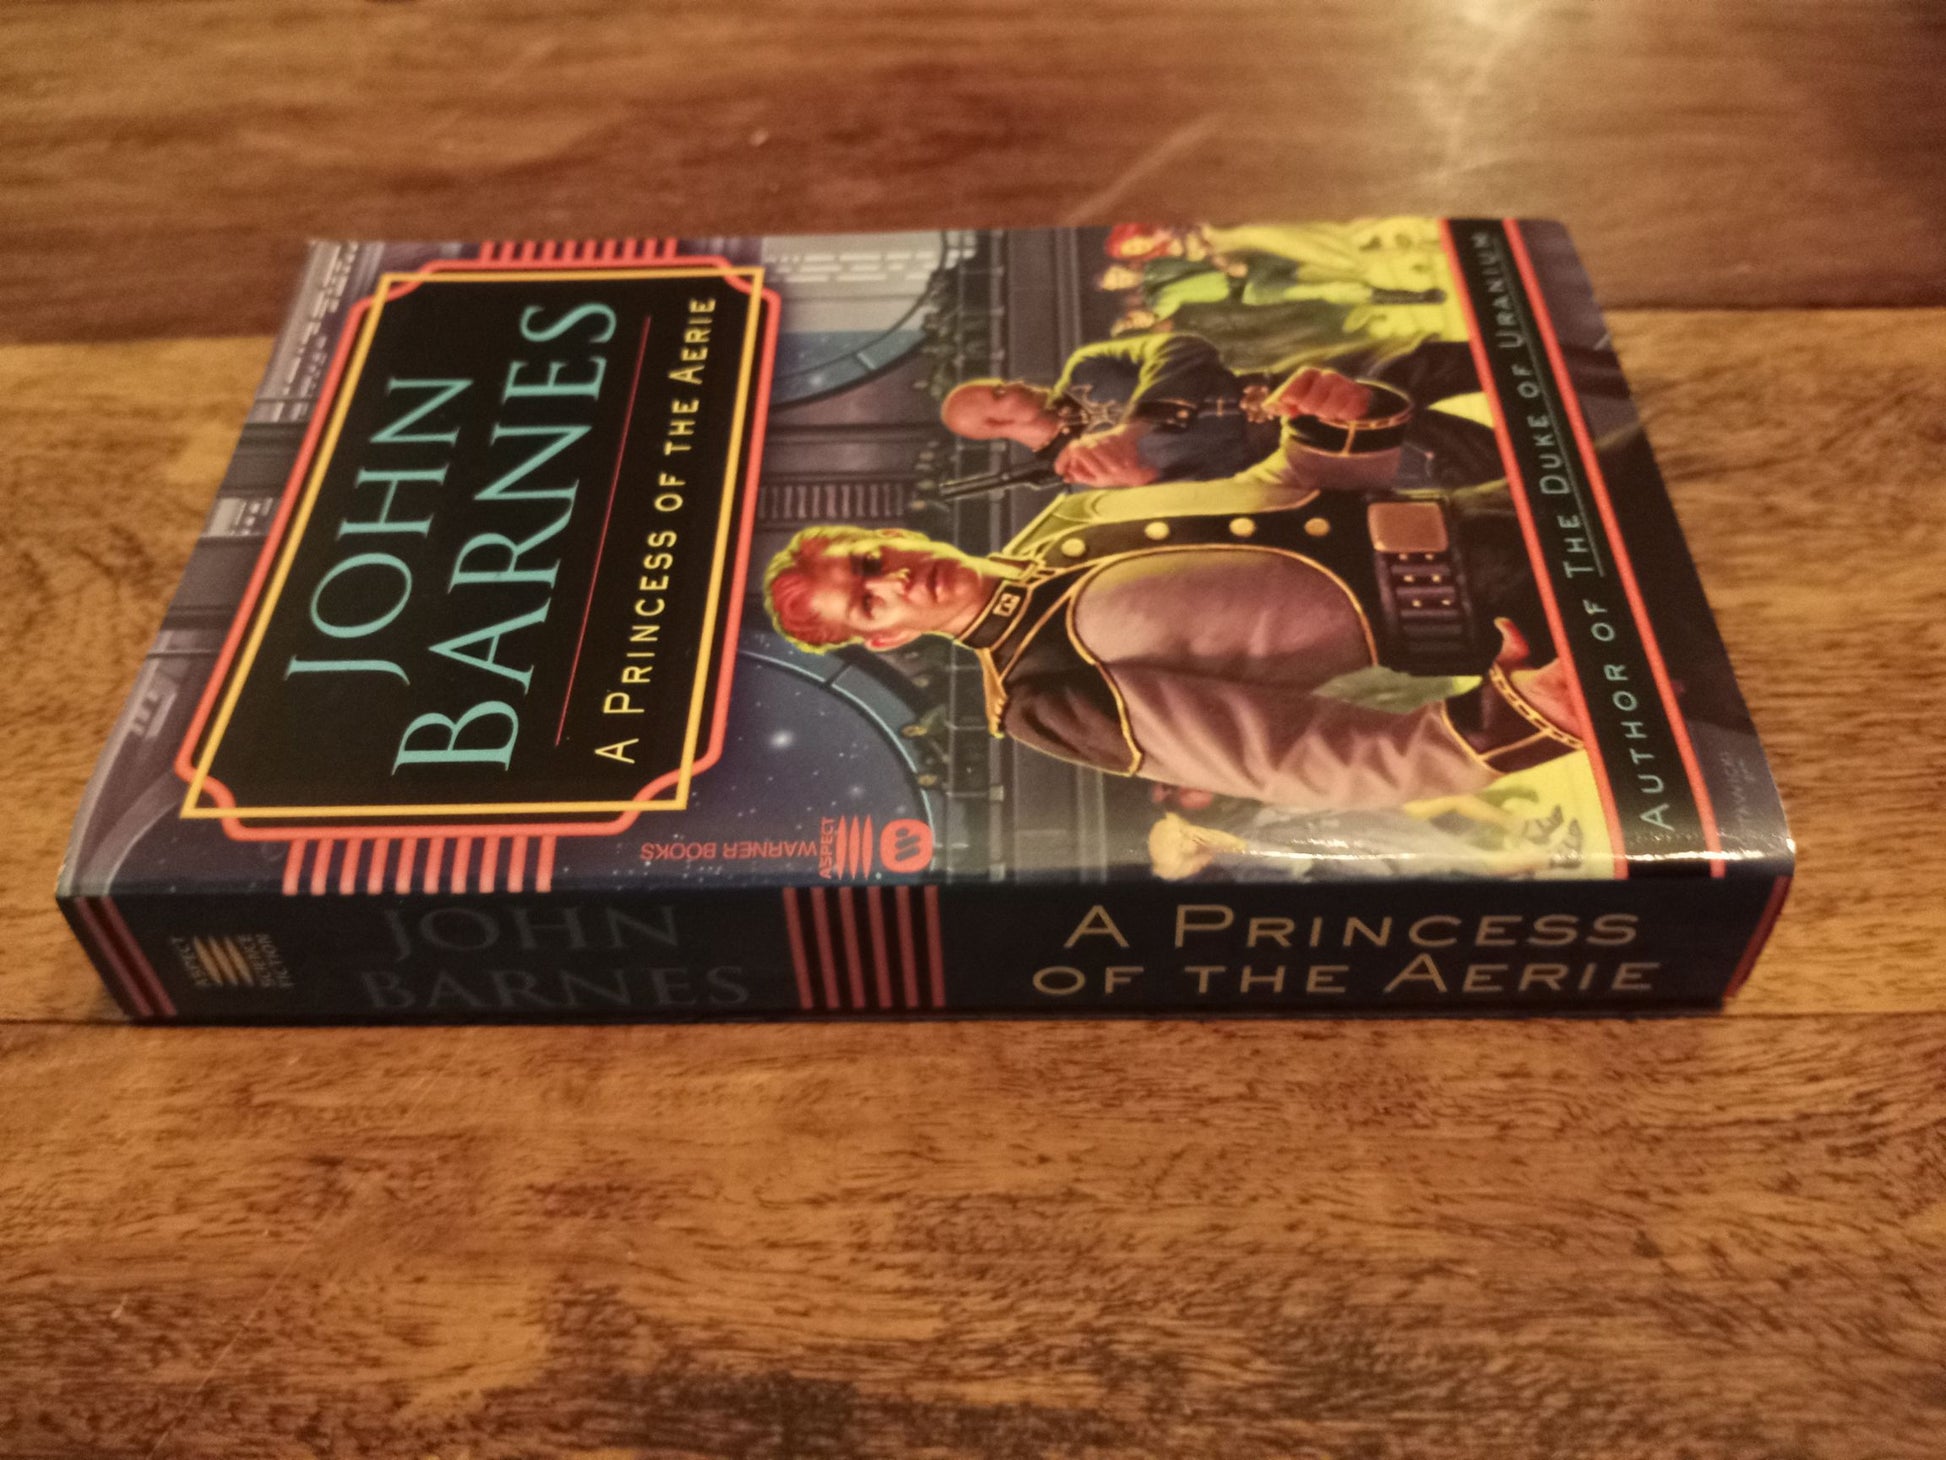 JOHN
BARNES
A PRINCESS OF THE AERIE
ASPECT
WARNER BOOKS
AUTHOR OF THE DUKE OF URANIUM
ASPECT
SCIENCE
FICTION
JOHN
BARNES
A PRINCESS
OF THE AERIE